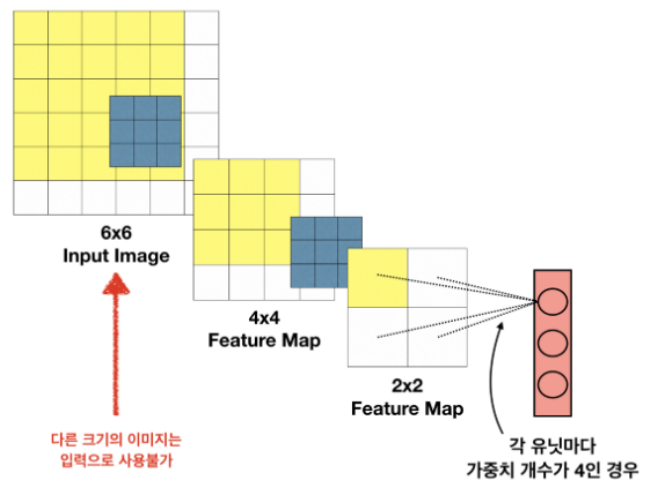 6x6
Input Image
4x4
Feature Map
2x2
Feature Map
다른 크기의 이미지는
입력으로 사용불가
각 유닛마다
가중치 개수가 4인 경우